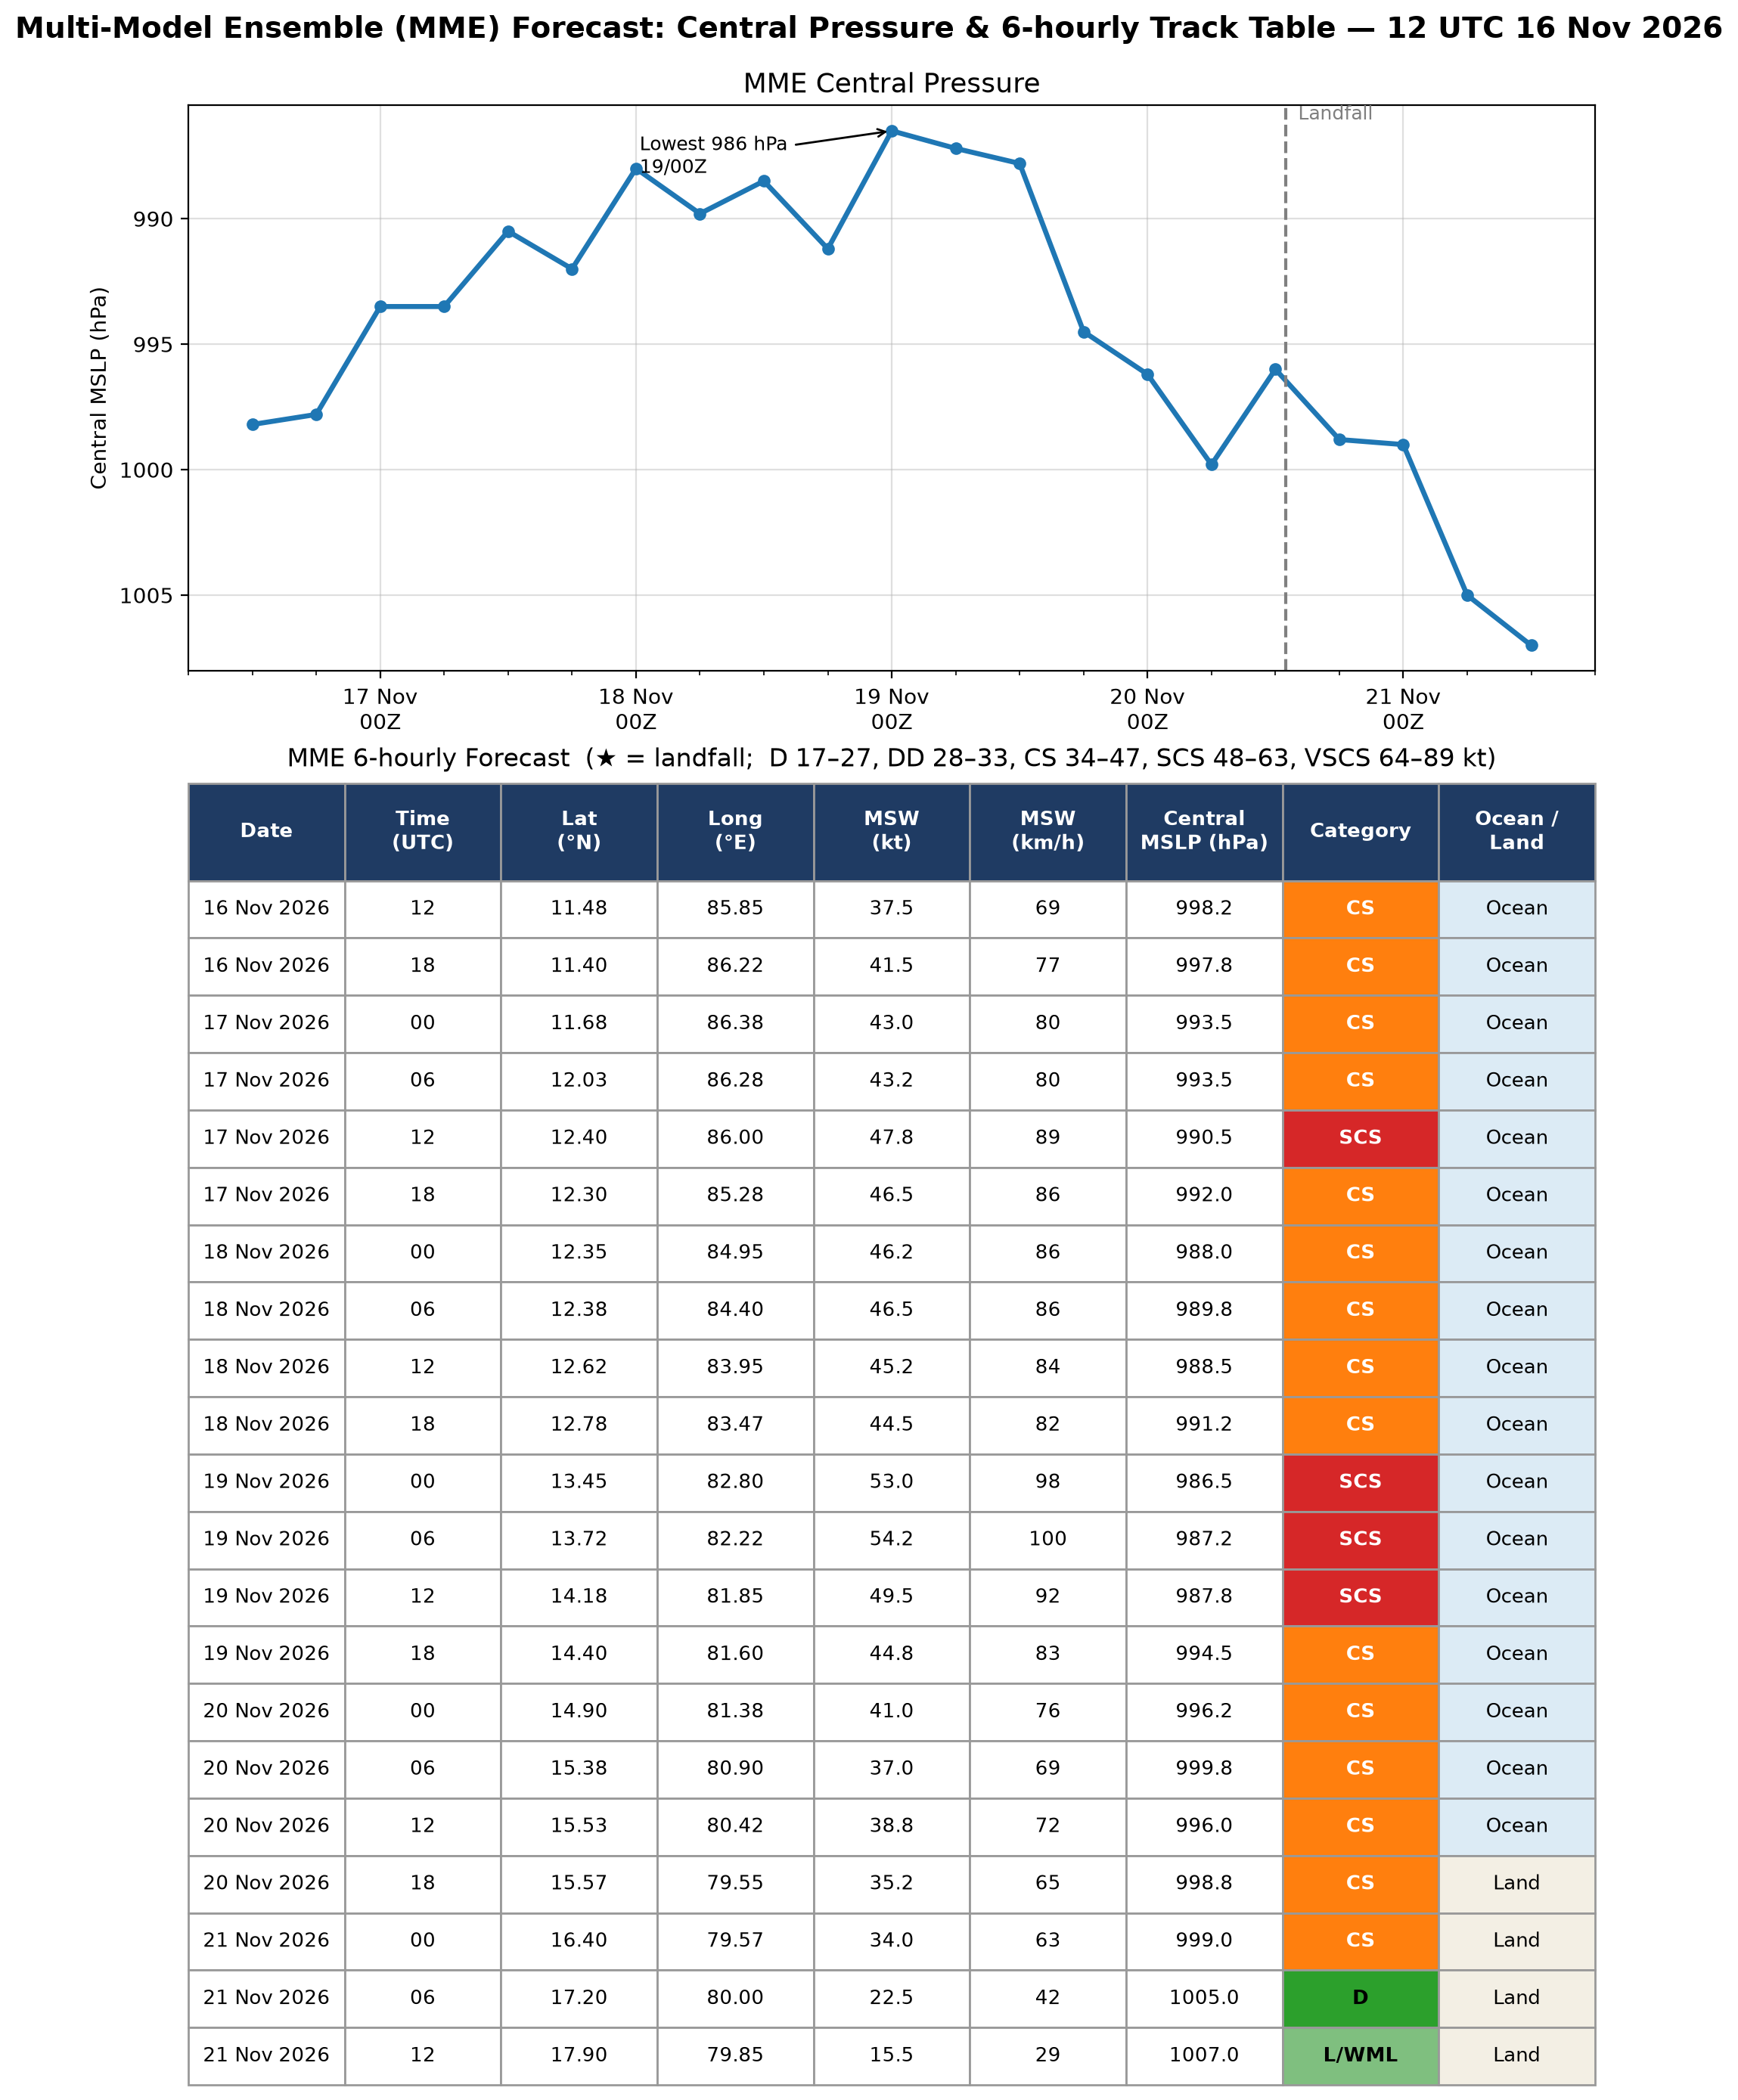 Multi-Model Ensemble (MME) Forecast: Central Pressure & 6-hourly Track Table — 12 UTC 16 Nov 2026
MME Central Pressure
Landfall
Lowest 986 hPa
19/00Z
Central MSLP (hPa)
990
995
1000
1005
17 Nov 00Z
18 Nov 00Z
19 Nov 00Z
20 Nov 00Z
21 Nov 00Z
MME 6-hourly Forecast (★ = landfall; D 17–27, DD 28–33, CS 34–47, SCS 48–63, VSCS 64–89 kt)
Date Time (UTC) Lat (°N) Long (°E) MSW (kt) MSW (km/h) Central MSLP (hPa) Category Ocean / Land
16 Nov 2026 12 11.48 85.85 37.5 69 998.2 CS Ocean
16 Nov 2026 18 11.40 86.22 41.5 77 997.8 CS Ocean
17 Nov 2026 00 11.68 86.38 43.0 80 993.5 CS Ocean
17 Nov 2026 06 12.03 86.28 43.2 80 993.5 CS Ocean
17 Nov 2026 12 12.40 86.00 47.8 89 990.5 SCS Ocean
17 Nov 2026 18 12.30 85.28 46.5 86 992.0 CS Ocean
18 Nov 2026 00 12.35 84.95 46.2 86 988.0 CS Ocean
18 Nov 2026 06 12.38 84.40 46.5 86 989.8 CS Ocean
18 Nov 2026 12 12.62 83.95 45.2 84 988.5 CS Ocean
18 Nov 2026 18 12.78 83.47 44.5 82 991.2 CS Ocean
19 Nov 2026 00 13.45 82.80 53.0 98 986.5 SCS Ocean
19 Nov 2026 06 13.72 82.22 54.2 100 987.2 SCS Ocean
19 Nov 2026 12 14.18 81.85 49.5 92 987.8 SCS Ocean
19 Nov 2026 18 14.40 81.60 44.8 83 994.5 CS Ocean
20 Nov 2026 00 14.90 81.38 41.0 76 996.2 CS Ocean
20 Nov 2026 06 15.38 80.90 37.0 69 999.8 CS Ocean
20 Nov 2026 12 15.53 80.42 38.8 72 996.0 CS Ocean
20 Nov 2026 18 15.57 79.55 35.2 65 998.8 CS Land
21 Nov 2026 00 16.40 79.57 34.0 63 999.0 CS Land
21 Nov 2026 06 17.20 80.00 22.5 42 1005.0 D Land
21 Nov 2026 12 17.90 79.85 15.5 29 1007.0 L/WML Land